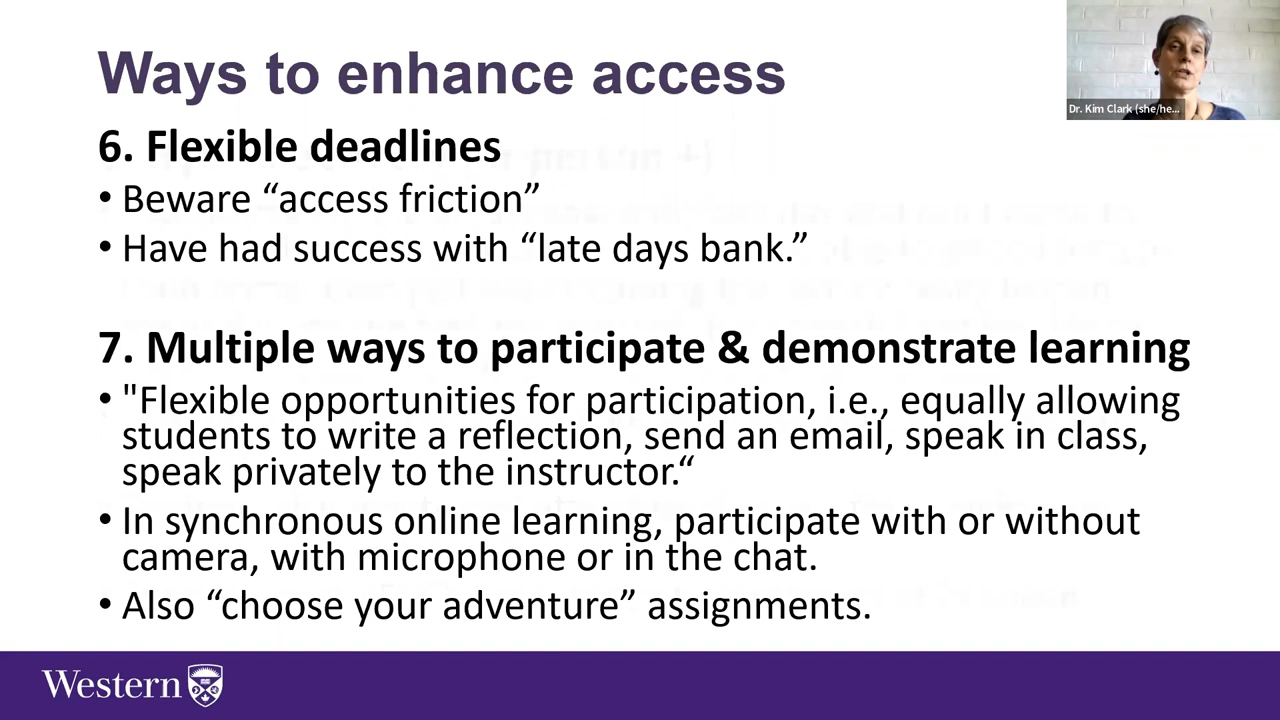 Ways to enhance access
Dr. Kim Clark (she/he...
6. Flexible deadlines
• Beware “access friction”
• Have had success with “late days bank.”
7. Multiple ways to participate & demonstrate learning
• "Flexible opportunities for participation, i.e., equally allowing
students to write a reflection, send an email, speak in class,
speak privately to the instructor.“
• In synchronous online learning, participate with or without
camera, with microphone or in the chat.
• Also “choose your adventure” assignments.
Western